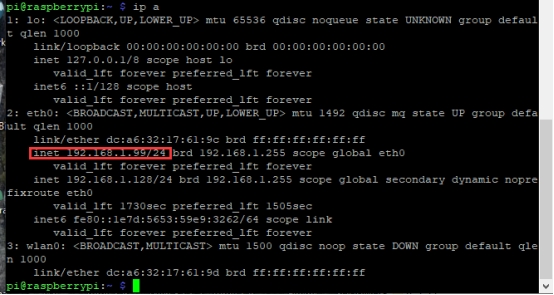 pi@raspberrypi:~ $ ip a
1: lo: <LOOPBACK,UP,LOWER_UP> mtu 65536 qdisc noqueue state UNKNOWN group defaul
t qlen 1000
    link/loopback 00:00:00:00:00:00 brd 00:00:00:00:00:00
    inet 127.0.0.1/8 scope host lo
       valid_lft forever preferred_lft forever
    inet6 ::1/128 scope host
       valid_lft forever preferred_lft forever
2: eth0: <BROADCAST,MULTICAST,UP,LOWER_UP> mtu 1492 qdisc mq state UP group defa
ult qlen 1000
    link/ether dc:a6:32:17:61:9c brd ff:ff:ff:ff:ff:ff
    inet 192.168.1.99/24 brd 192.168.1.255 scope global eth0
       valid_lft forever preferred_lft forever
    inet 192.168.1.128/24 brd 192.168.1.255 scope global secondary dynamic nopre
fixroute eth0
       valid_lft 1730sec preferred_lft 1505sec
    inet6 fe80::1e7d:5653:59e9:3262/64 scope link
       valid_lft forever preferred_lft forever
3: wlan0: <BROADCAST,MULTICAST> mtu 1500 qdisc noop state DOWN group default qle
n 1000
    link/ether dc:a6:32:17:61:9d brd ff:ff:ff:ff:ff:ff
pi@raspberrypi:~ $